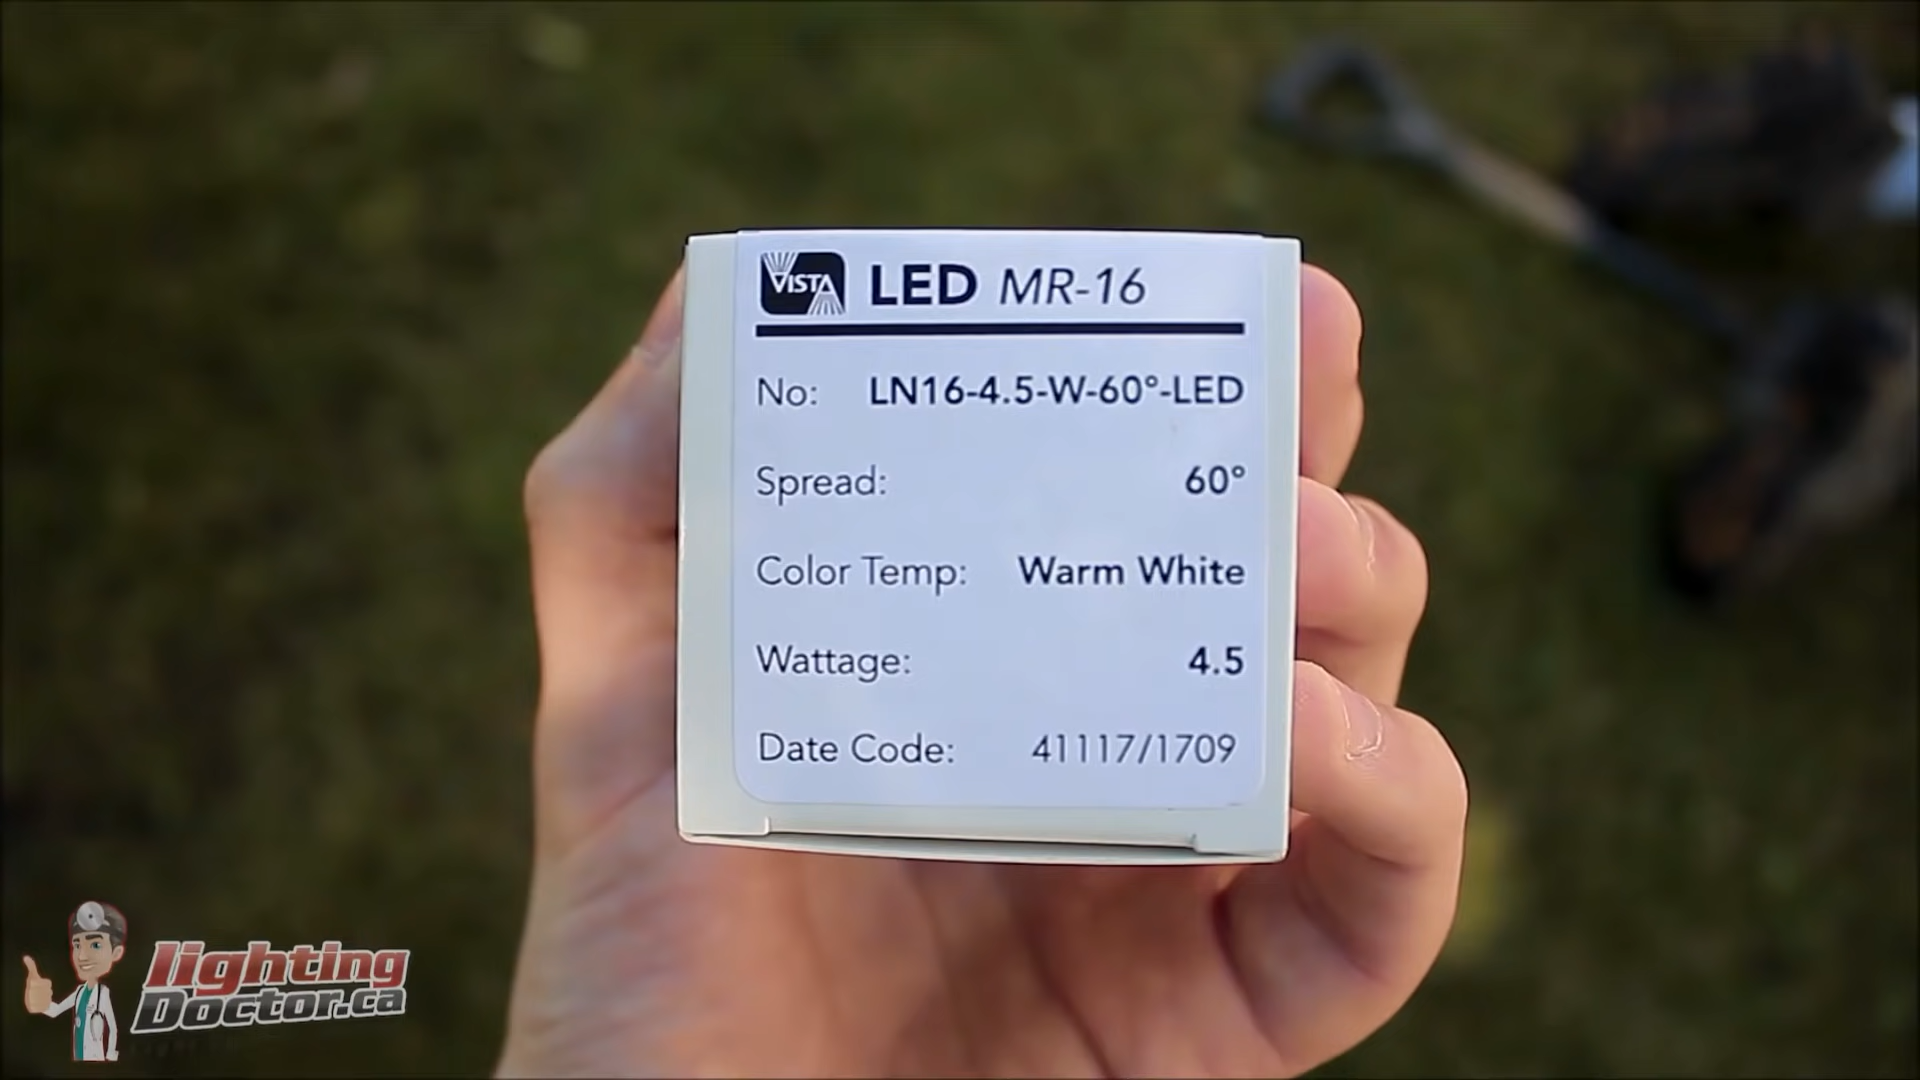 VISTA LED MR-16
No: LN16-4.5-W-60°-LED
Spread: 60°
Color Temp: Warm White
Wattage: 4.5
Date Code: 41117/1709
lighting
Doctor.ca